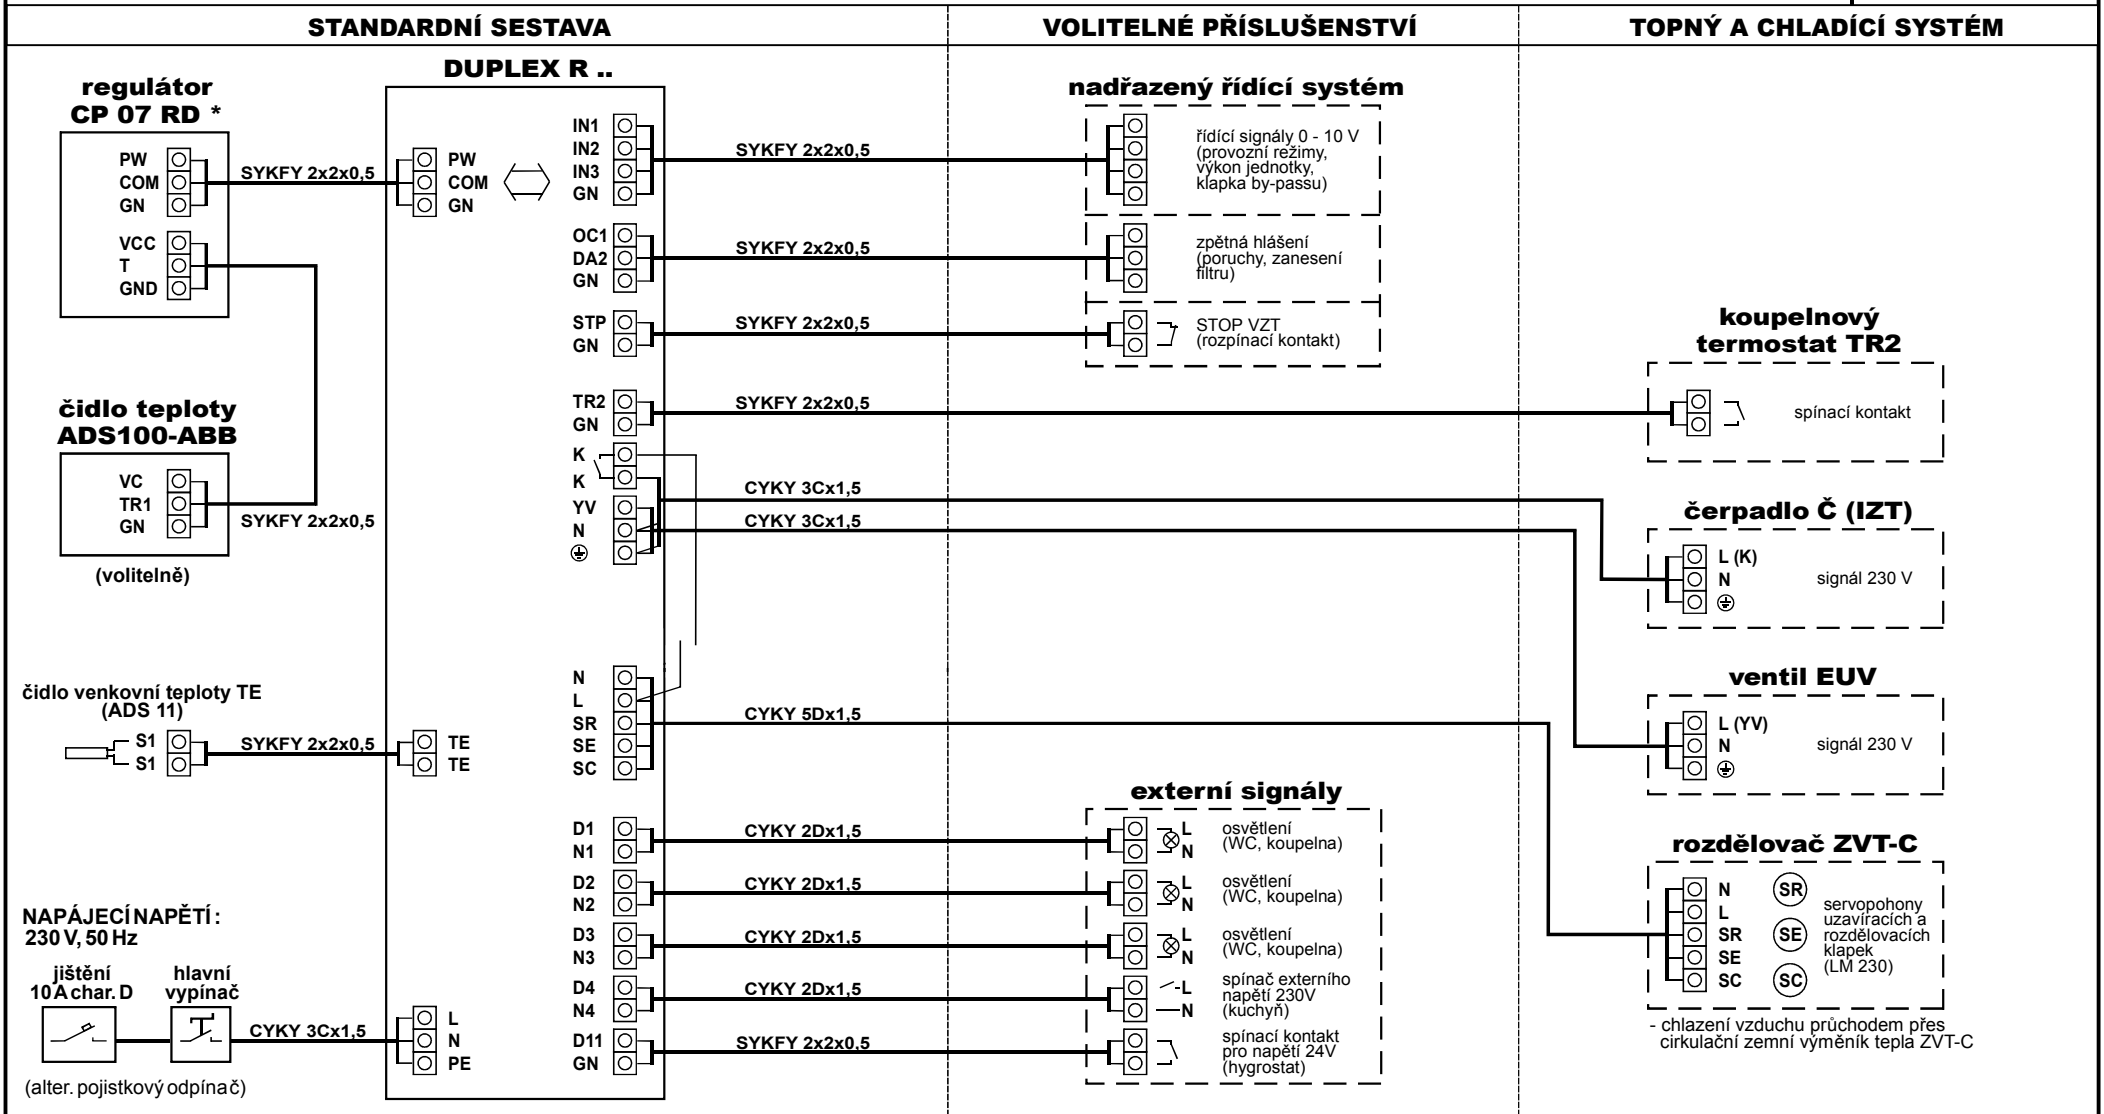 STANDARDNÍ SESTAVA
VOLITELNÉ PŘÍSLUŠENSTVÍ
TOPNÝ A CHLADÍCÍ SYSTÉM
regulátor
CP 07 RD *
PW
COM
GN
VCC
T
GND
SYKFY 2x2x0,5
čidlo teploty
ADS100-ABB
VC
TR1
GN
SYKFY 2x2x0,5
(volitelně)
čidlo venkovní teploty TE
(ADS 11)
S1
S1
SYKFY 2x2x0,5
NAPÁJECÍ NAPĚTÍ :
230 V, 50 Hz
jištění
10 A char. D
hlavní
vypínač
CYKY 3Cx1,5
(alter. pojistkový odpínač)
DUPLEX R ..
PW
COM
GN
TE
TE
L
N
PE
IN1
IN2
IN3
GN
OC1
DA2
GN
STP
GN
TR2
GN
K
K
YV
N
N
L
SR
SE
SC
D1
N1
D2
N2
D3
N3
D4
N4
D11
GN
SYKFY 2x2x0,5
SYKFY 2x2x0,5
SYKFY 2x2x0,5
SYKFY 2x2x0,5
CYKY 3Cx1,5
CYKY 3Cx1,5
CYKY 5Dx1,5
CYKY 2Dx1,5
CYKY 2Dx1,5
CYKY 2Dx1,5
CYKY 2Dx1,5
SYKFY 2x2x0,5
nadřazený řídící systém
řídící signály 0 - 10 V
(provozní režimy,
výkon jednotky,
klapka by-passu)
zpětná hlášení
(poruchy, zanesení
filtru)
STOP VZT
(rozpínací kontakt)
externí signály
L
N
osvětlení
(WC, koupelna)
L
N
osvětlení
(WC, koupelna)
L
N
osvětlení
(WC, koupelna)
L
N
spínač externího
napětí 230V
(kuchyň)
spínací kontakt
pro napětí 24V
(hygrostat)
koupelnový
termostat TR2
spínací kontakt
čerpadlo Č (IZT)
L (K)
N
signál 230 V
ventil EUV
L (YV)
N
signál 230 V
rozdělovač ZVT-C
N
L
SR
SE
SC
SR
SE
SC
servopohony
uzavíracích a
rozdělovacích
klapek
(LM 230)
- chlazení vzduchu průchodem přes
cirkulační zemní výměník tepla ZVT-C